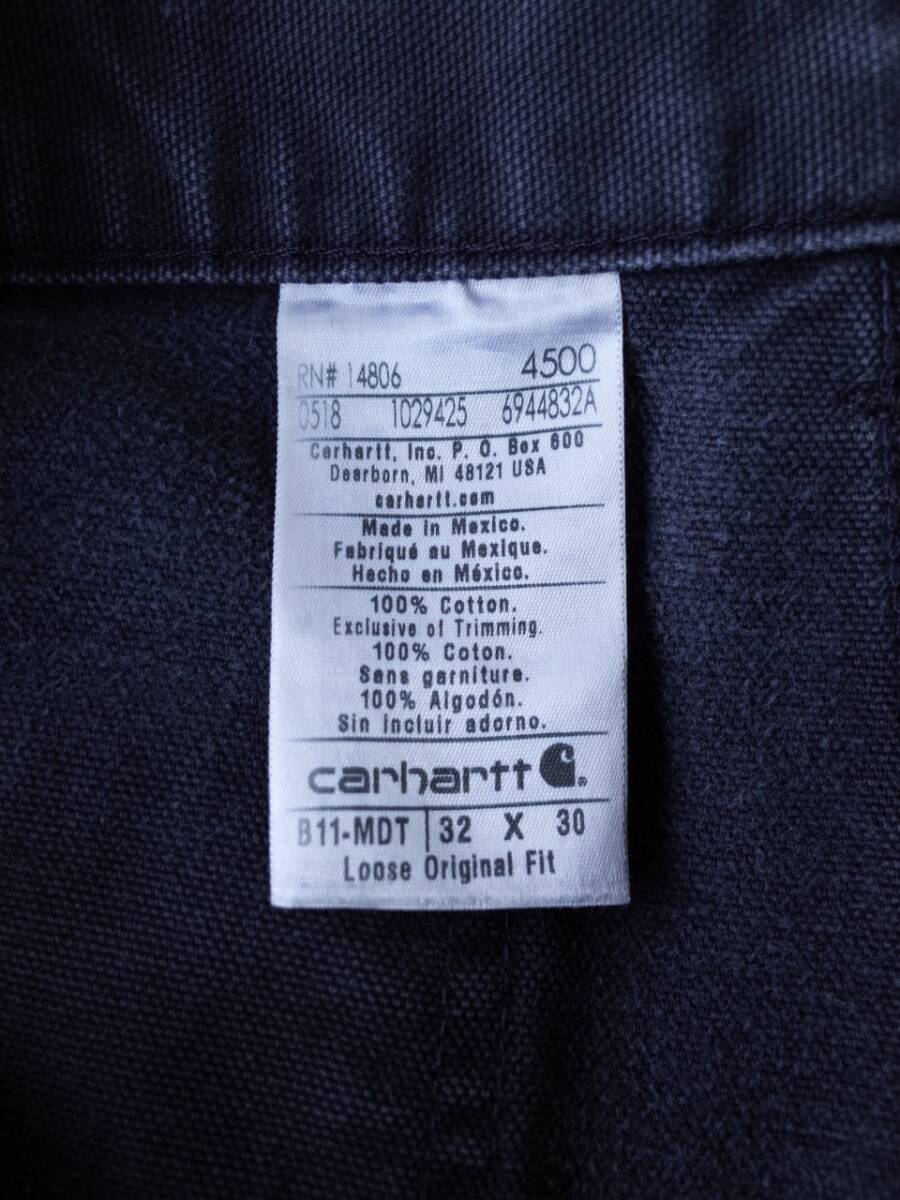 RN# 14806 4500
0518 1029425 6944832A
Carhartt, Inc. P. O. Box 600
Dearborn, MI 48121 USA
carhartt.com
Made in Mexico.
Fabriqué au Mexique.
Hecho en México.
100% Cotton.
Exclusive of Trimming.
100% Coton.
Sans garniture.
100% Algodón.
Sin incluir adorno.
carhartt
B11-MDT 32 X 30
Loose Original Fit